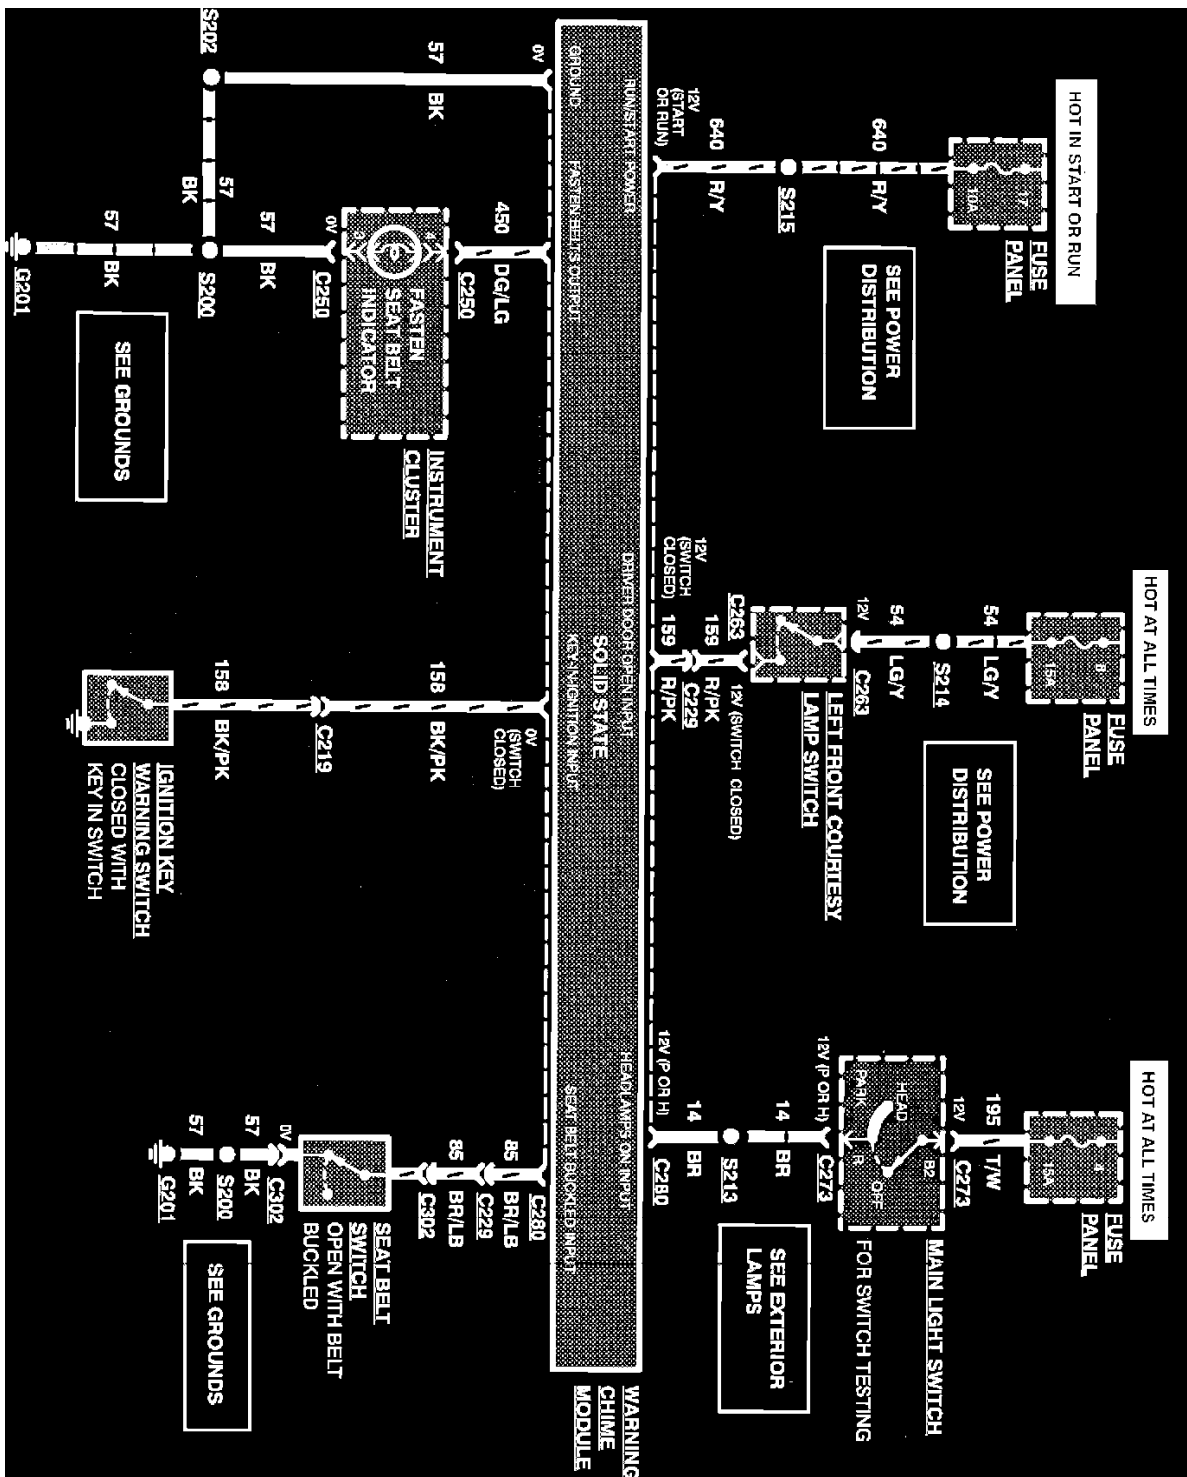 HOT IN START OR RUN
HOT AT ALL TIMES
HOT AT ALL TIMES
17
10A
FUSE
PANEL
8
15A
FUSE
PANEL
4
15A
FUSE
PANEL
640
R/Y
SEE POWER
DISTRIBUTION
54
LG/Y
SEE POWER
DISTRIBUTION
195
T/W
12V
C273
S215
S214
54
LG/Y
12V
C263
B2
HEAD
OFF
PARK
R
MAIN LIGHT SWITCH
FOR SWITCH TESTING
LEFT FRONT COURTESY
LAMP SWITCH
12V (P OR H)
C273
640
R/Y
C263
12V (SWITCH CLOSED)
159
R/PK
C229
14
BR
S213
SEE EXTERIOR
LAMPS
12V
(START
OR RUN)
12V
(SWITCH
CLOSED)
159
R/PK
14
BR
12V (P OR H)
C280
RUN/START POWER
DRIVER DOOR OPEN INPUT
HEADLAMPS ON INPUT
SOLID STATE
WARNING
CHIME
MODULE
GROUND
FASTEN BELTS OUTPUT
KEY-IN-IGNITION INPUT
SEAT BELT BUCKLED INPUT
0V
0V
(SWITCH
CLOSED)
C280
57
BK
450
DG/LG
C250
158
BK/PK
85
BR/LB
C229
85
BR/LB
C302
4
FASTEN
SEAT BELT
INDICATOR
3
INSTRUMENT
CLUSTER
C219
SEAT BELT
SWITCH
OPEN WITH BELT
BUCKLED
0V
C250
57
BK
158
BK/PK
0V
C302
57
BK
S202
57
BK
S200
S200
SEE GROUNDS
IGNITION KEY
WARNING SWITCH
CLOSED WITH
KEY IN SWITCH
57
BK
57
BK
G201
G201
SEE GROUNDS